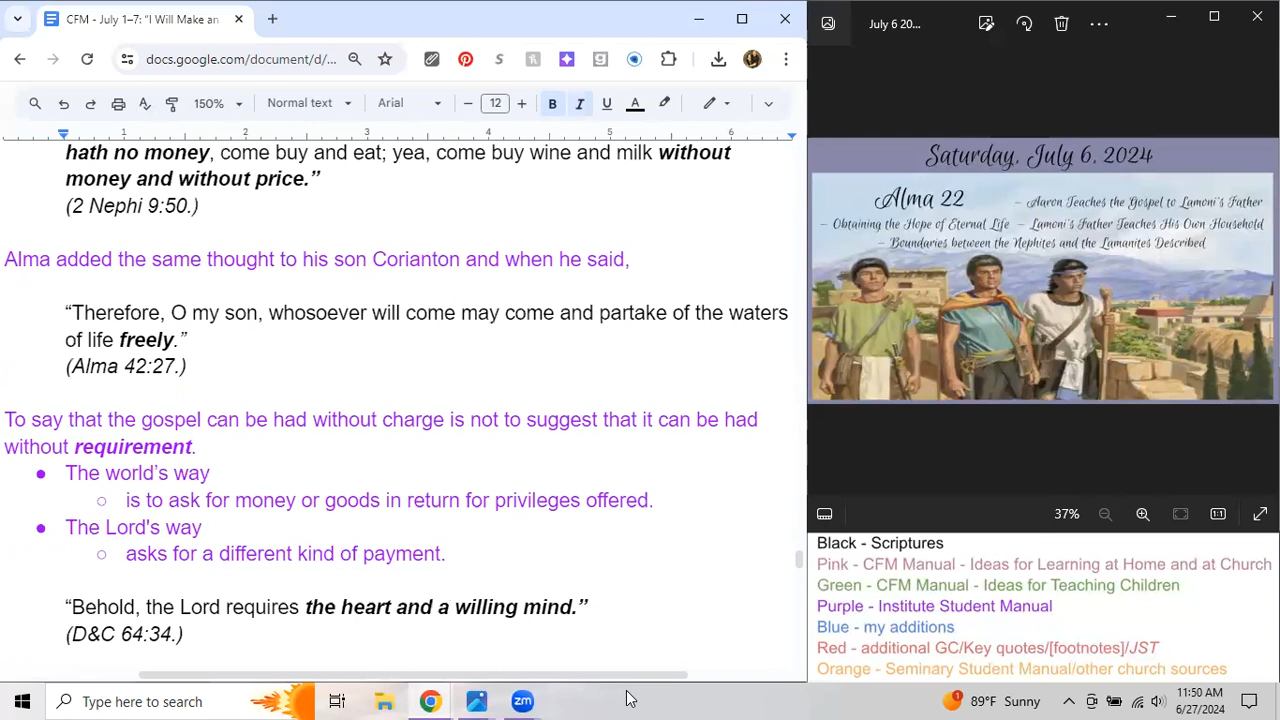 CFM - July 1–7: “I Will Make an
docs.google.com/document/d/...
150%
Normal text
Arial
12
B
I
U
A
1
2
3
4
5
6
hath no money, come buy and eat; yea, come buy wine and milk without
money and without price.”
(2 Nephi 9:50.)
Alma added the same thought to his son Corianton and when he said,
“Therefore, O my son, whosoever will come may come and partake of the waters
of life freely.”
(Alma 42:27.)
To say that the gospel can be had without charge is not to suggest that it can be had
without requirement.
● The world’s way
○ is to ask for money or goods in return for privileges offered.
● The Lord's way
○ asks for a different kind of payment.
“Behold, the Lord requires the heart and a willing mind.”
(D&C 64:34.)
July 6 20...
Saturday, July 6, 2024
Alma 22
– Aaron Teaches the Gospel to Lamoni's Father
– Obtaining the Hope of Eternal Life – Lamoni's Father Teaches His Own Household
– Boundaries between the Nephites and the Lamanites Described
37%
Black - Scriptures
Pink - CFM Manual - Ideas for Learning at Home and at Church
Green - CFM Manual - Ideas for Teaching Children
Purple - Institute Student Manual
Blue - my additions
Red - additional GC/Key quotes/[footnotes]/JST
Orange - Seminary Student Manual/other church sources
Type here to search
zm
1
89°F Sunny
11:50 AM
6/27/2024